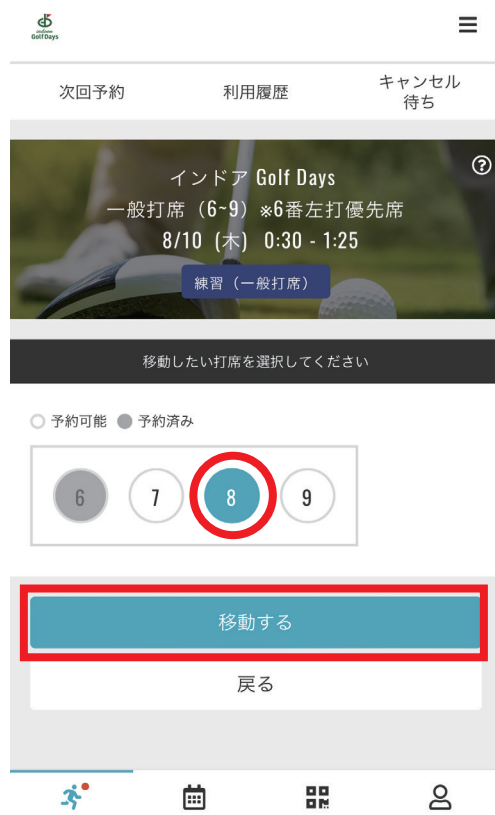 indoor
Golf Days
次回予約
利用履歴
キャンセル
待ち
インドア Golf Days
一般打席（6~9）※6番左打優先席
8/10（木）0:30 - 1:25
練習（一般打席）
移動したい打席を選択してください
予約可能 予約済み
6 7 8 9
移動する
戻る